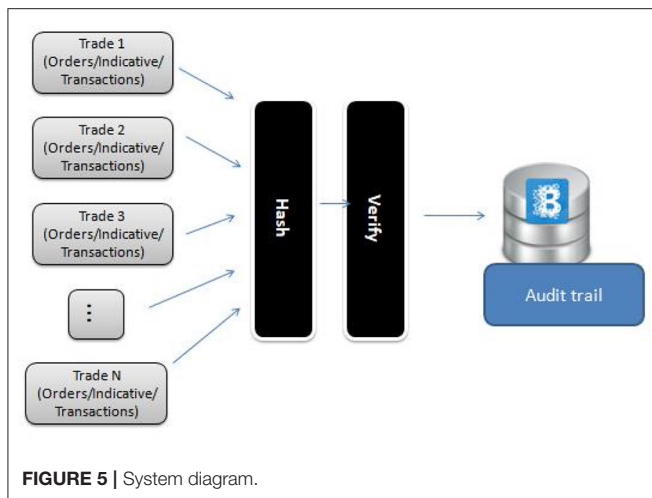 Trade 1
(Orders/Indicative/
Transactions)
Trade 2
(Orders/Indicative/
Transactions)
Trade 3
(Orders/Indicative/
Transactions)
...
Trade N
(Orders/Indicative/
Transactions)
Hash
Verify
B
Audit trail
FIGURE 5 | System diagram.